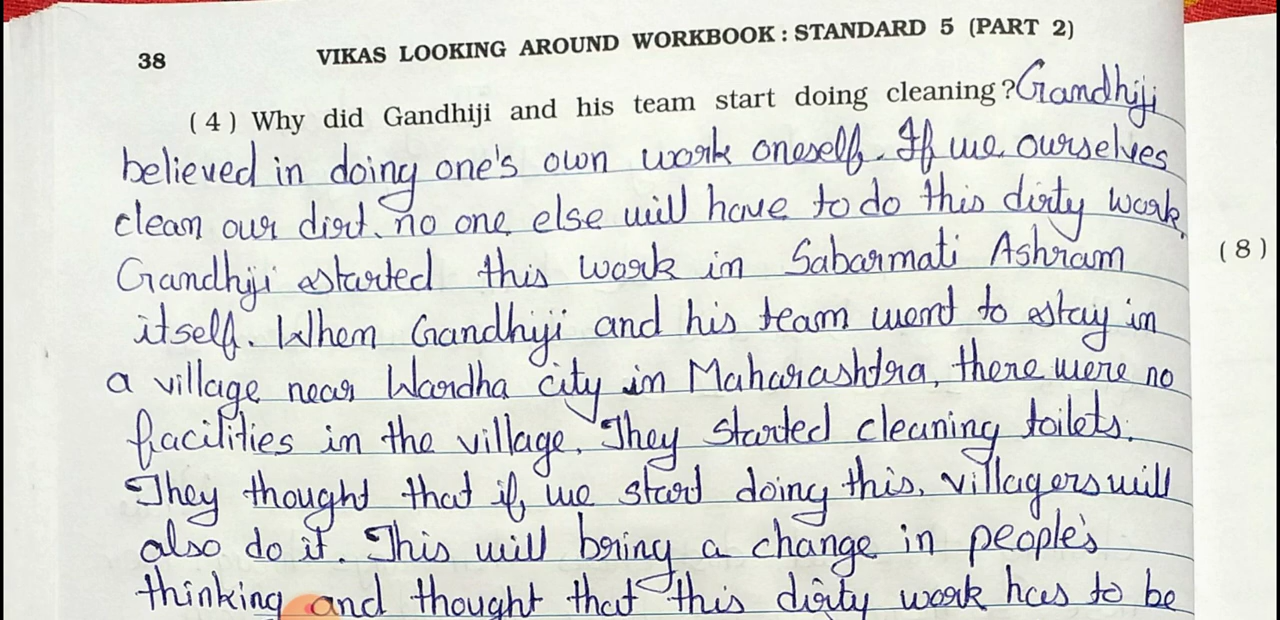 38 VIKAS LOOKING AROUND WORKBOOK : STANDARD 5 (PART 2)
( 4 ) Why did Gandhiji and his team start doing cleaning ? Gandhiji
believed in doing one's own work oneself. If we ourselves
clean our dirt, no one else will have to do this dirty work.
( 8 )
Gandhiji started this work in Sabarmati Ashram
itself. When Gandhiji and his team went to stay in
a village near Wardha city in Maharashtra, there were no
facilities in the village. They started cleaning toilets.
They thought that if we start doing this, villagers will
also do it. This will bring a change in people's
thinking and thought that this dirty work has to be